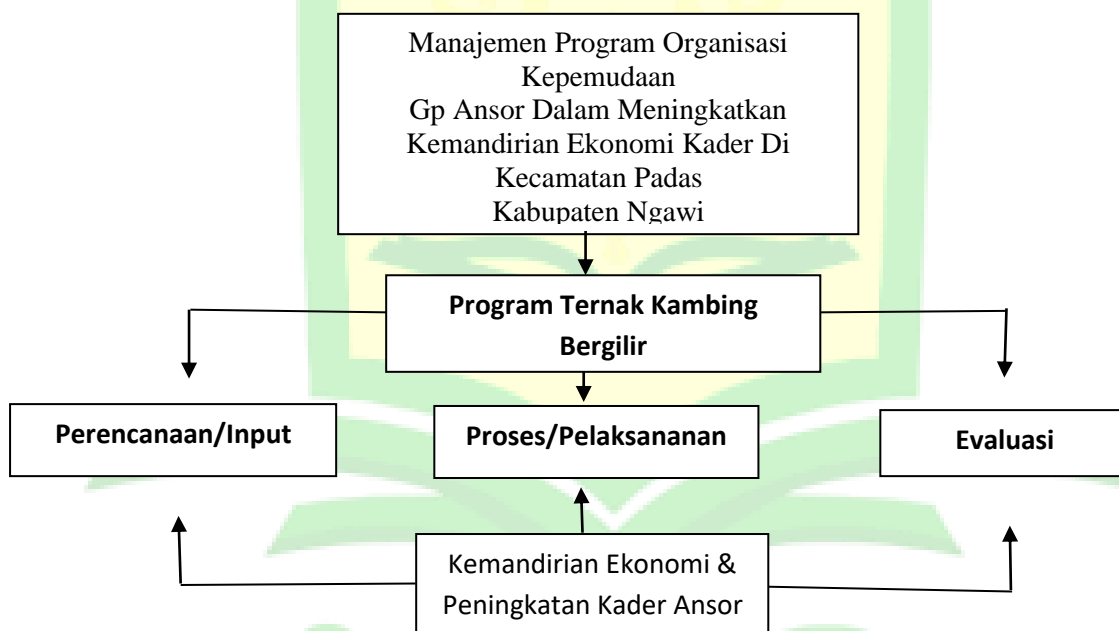 Manajemen Program Organisasi
Kepemudaan
Gp Ansor Dalam Meningkatkan
Kemandirian Ekonomi Kader Di
Kecamatan Padas
Kabupaten Ngawi
Program Ternak Kambing
Bergilir
Perencanaan/Input
Proses/Pelaksananan
Evaluasi
Kemandirian Ekonomi &
Peningkatan Kader Ansor